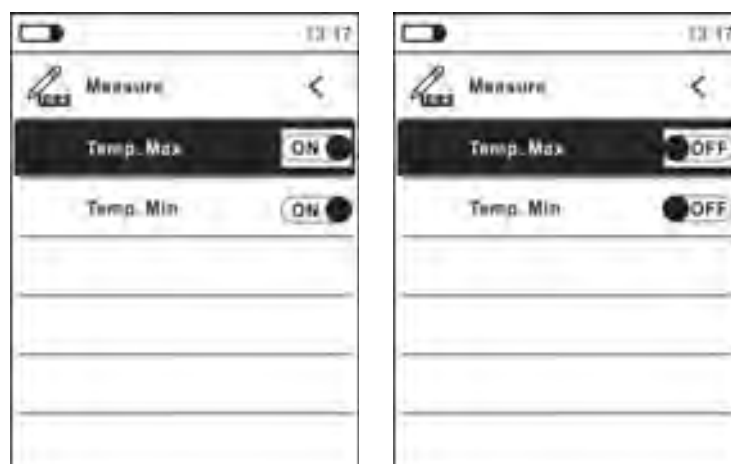 13:17
Measure <
Temp. Max ON
Temp. Min ON
13:17
Measure <
Temp. Max OFF
Temp. Min OFF